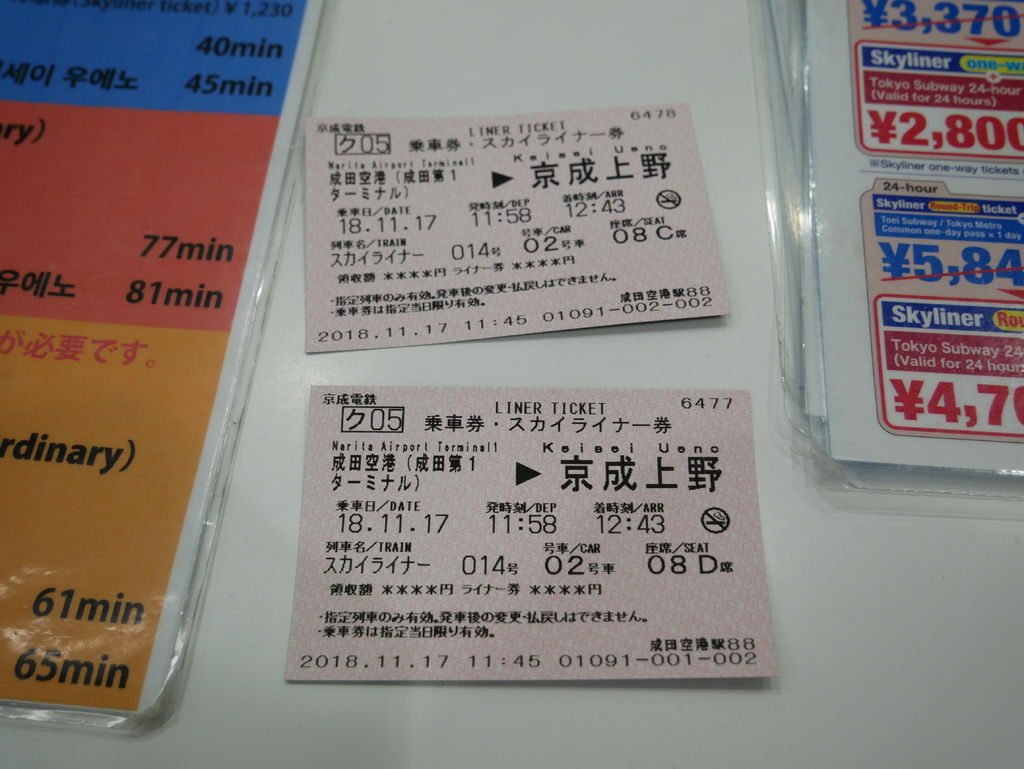 (Skyliner ticket) ¥1,230
40min
우에노 45min
ry)
77min
우에노 81min
が必要です。
rdinary)
61min
65min
京成電鉄 LINER TICKET 6478
ク05 乗車券・スカイライナー券
Narita Airport Terminal1 Keisei Ueno
成田空港(成田第1
ターミナル) ▶ 京成上野
乗車日/DATE 発時刻/DEP 着時刻/ARR
18.11.17 11:58 12:43
列車名/TRAIN 号車/CAR 座席/SEAT
スカイライナー 014号 02号車 08C席
領収額 ****円 ライナー券 ****円
・指定列車のみ有効。発車後の変更・払戻しはできません。
・乗車券は指定当日限り有効。
成田空港駅88
2018.11.17 11:45 01091-002-002
京成電鉄 LINER TICKET 6477
ク05 乗車券・スカイライナー券
Narita Airport Terminal1 Keisei Ueno
成田空港(成田第1
ターミナル) ▶ 京成上野
乗車日/DATE 発時刻/DEP 着時刻/ARR
18.11.17 11:58 12:43
列車名/TRAIN 号車/CAR 座席/SEAT
スカイライナー 014号 02号車 08D席
領収額 ****円 ライナー券 ****円
・指定列車のみ有効。発車後の変更・払戻しはできません。
・乗車券は指定当日限り有効。
成田空港駅88
2018.11.17 11:45 01091-001-002
¥3,370
Skyliner one-wa
+
Tokyo Subway 24-hour
(Valid for 24 hours)
¥2,800
※Skyliner one-way tickets
24-hour
Skyliner Round-Trip ticket +
Toei Subway / Tokyo Metro
Common one-day pass × 1 day
¥5,84
Skyliner Rou
Tokyo Subway 24
(Valid for 24 hour
¥4,70